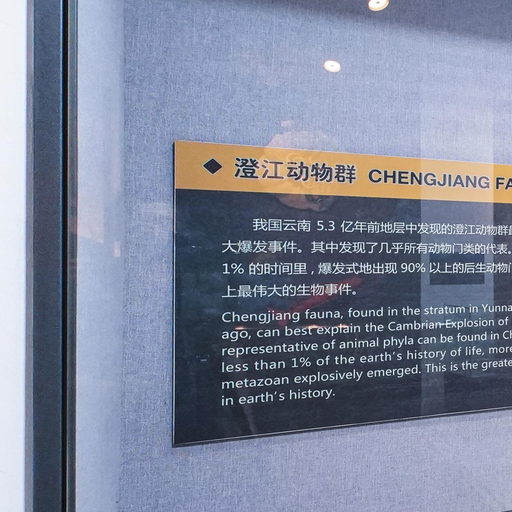 ◆ 澄江动物群 CHENGJIANG FA
我国云南 5.3 亿年前地层中发现的澄江动物群
大爆发事件。其中发现了几乎所有动物门类的代表。
1% 的时间里，爆发式地出现 90% 以上的后生动物门
上最伟大的生物事件。
Chengjiang fauna, found in the stratum in Yunna
ago, can best explain the Cambrian Explosion of
representative of animal phyla can be found in Ch
less than 1% of the earth's history of life, more
metazoan explosively emerged. This is the greate
in earth's history.